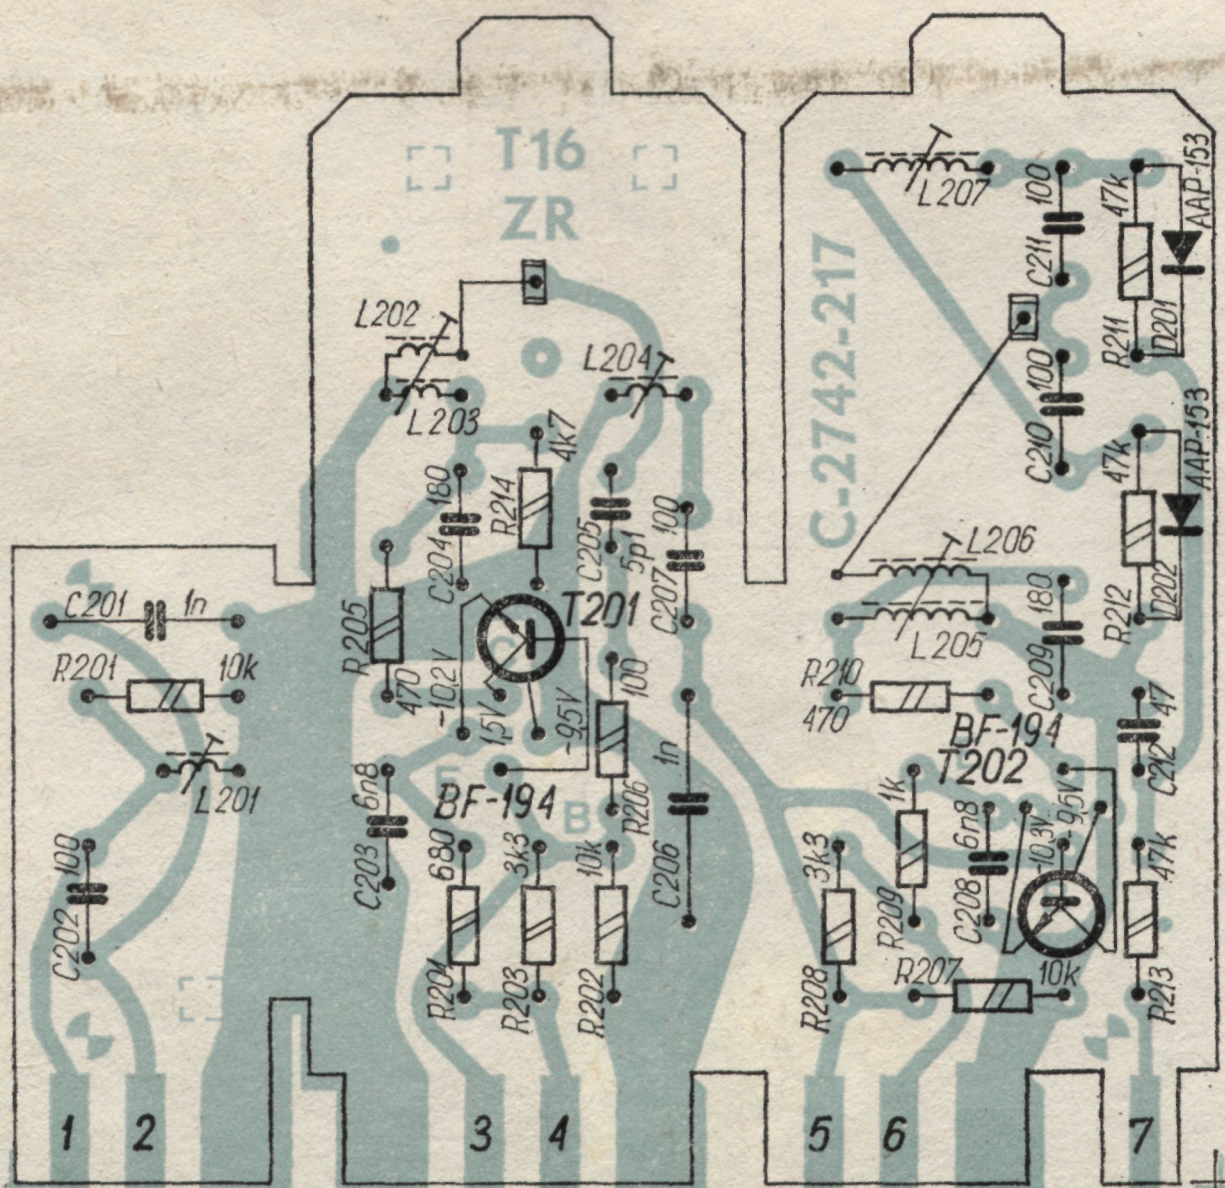 T16
ZR
C-2742-217
L207
100
C211
47k
R211
AAP-153
D201
L202
L203
L204
100
C210
47k
R212
AAP-153
D202
180
C204
R214
4k7
C205
5p1
100
C207
L206
L205
180
C209
C201
1n
R201
10k
L201
100
C202
R205
470
-10,2V
1,5V
-9,5V
T201
BF-194
E
B
100
R206
1n
C206
6n8
C203
680
R204
3k3
R203
10k
R202
R210
470
BF-194
T202
47
C212
1k
R209
6n8
C208
-10,3V
-9,5V
3k3
R208
R207
10k
47k
R213
1
2
3
4
5
6
7